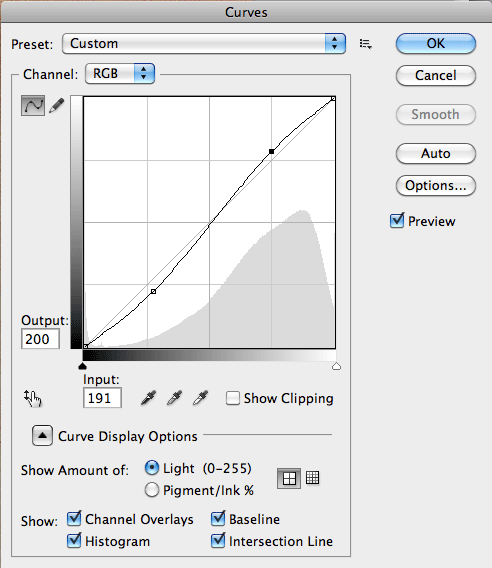 Curves
Preset: Custom
OK
Channel: RGB
Cancel
Smooth
Auto
Options...
Preview
Output:
200
Input:
191
Show Clipping
Curve Display Options
Show Amount of: Light (0-255)
Pigment/Ink %
Show: Channel Overlays Baseline
Histogram Intersection Line